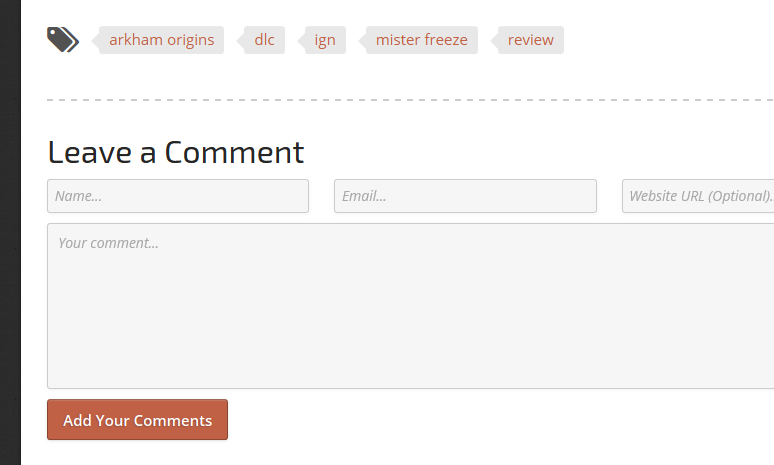 arkham origins dlc ign mister freeze review
Leave a Comment
Name... Email... Website URL (Optional)..
Your comment...
Add Your Comments